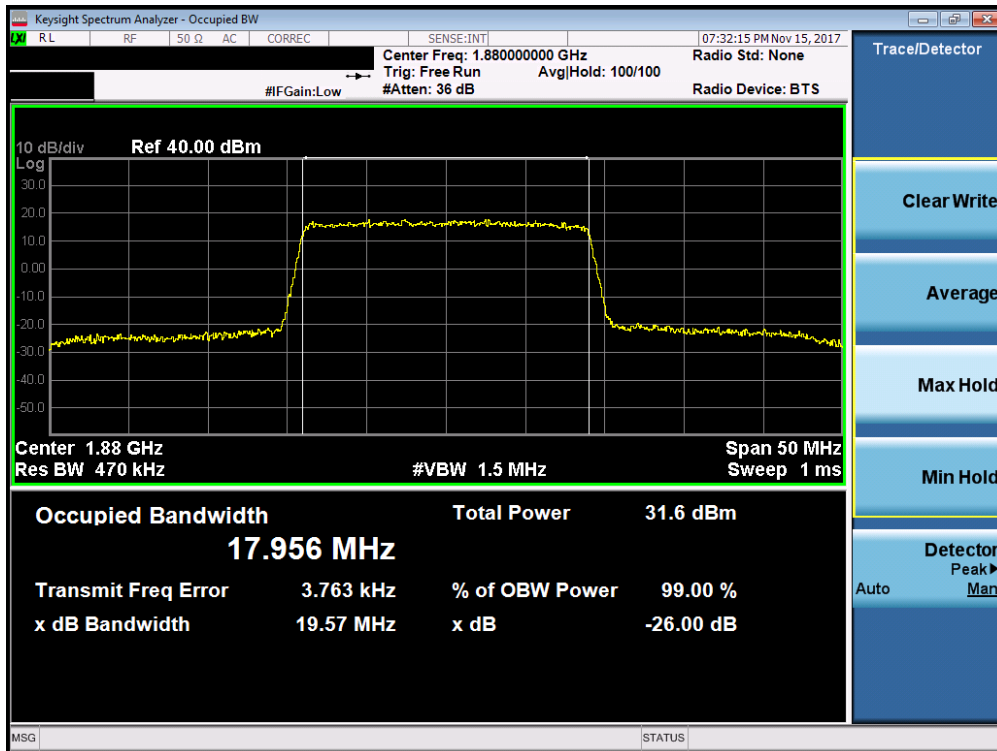 Keysight Spectrum Analyzer - Occupied BW
LXI RL RF 50 Ω AC CORREC SENSE:INT 07:32:15 PM Nov 15, 2017
Center Freq: 1.880000000 GHz Radio Std: None
Trig: Free Run Avg|Hold: 100/100
#IFGain:Low #Atten: 36 dB Radio Device: BTS
Trace/Detector
10 dB/div Ref 40.00 dBm
Log
30.0
20.0
10.0
0.00
-10.0
-20.0
-30.0
-40.0
-50.0
Center 1.88 GHz Span 50 MHz
Res BW 470 kHz #VBW 1.5 MHz Sweep 1 ms
Occupied Bandwidth Total Power 31.6 dBm
17.956 MHz
Transmit Freq Error 3.763 kHz % of OBW Power 99.00 %
x dB Bandwidth 19.57 MHz x dB -26.00 dB
Clear Write
Average
Max Hold
Min Hold
Detector
Peak▶
Auto Man
MSG STATUS